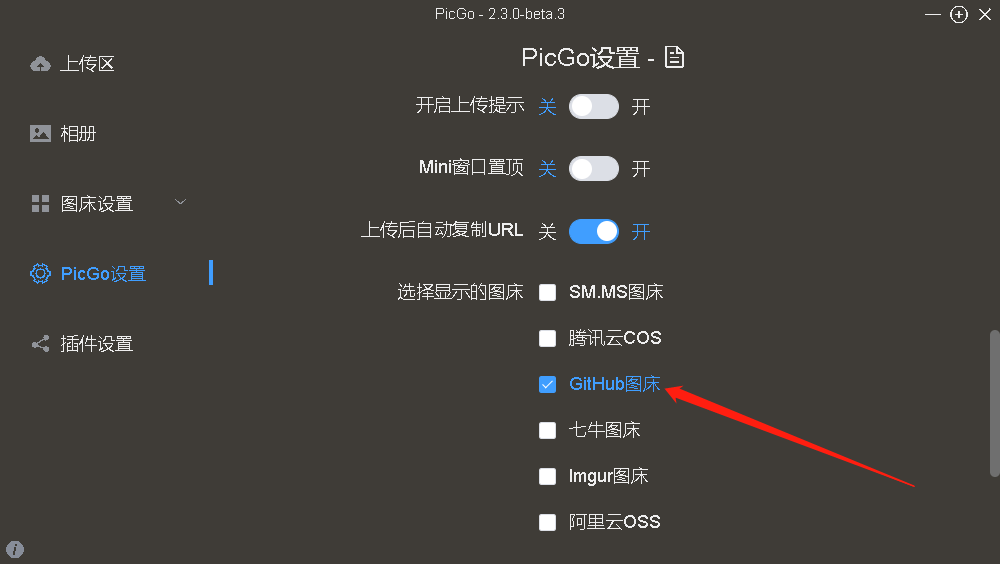 PicGo - 2.3.0-beta.3
上传区
相册
图床设置
PicGo设置
插件设置
PicGo设置 -
开启上传提示 关 开
Mini窗口置顶 关 开
上传后自动复制URL 关 开
选择显示的图床 SM.MS图床
腾讯云COS
GitHub图床
七牛图床
Imgur图床
阿里云OSS